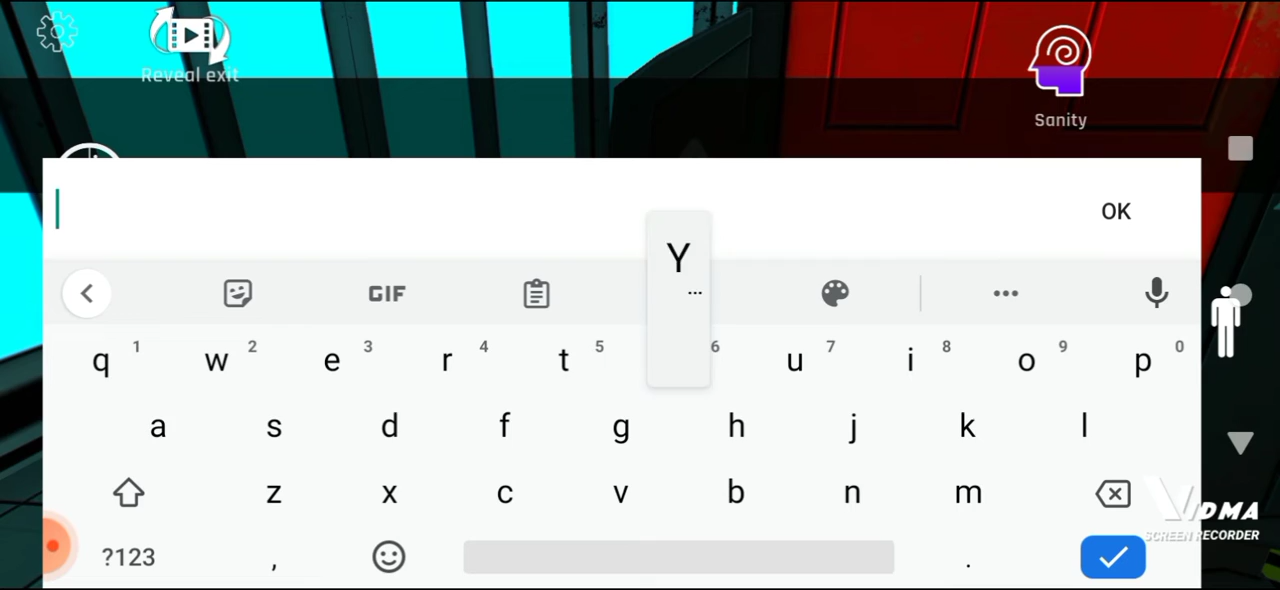 Reveal exit
Sanity
OK
Y
...
GIF
q 1 w 2 e 3 r 4 t 5 6 u 7 i 8 o 9 p 0
a s d f g h j k l
z x c v b n m
?123 , .
VIDMA
SCREEN RECORDER